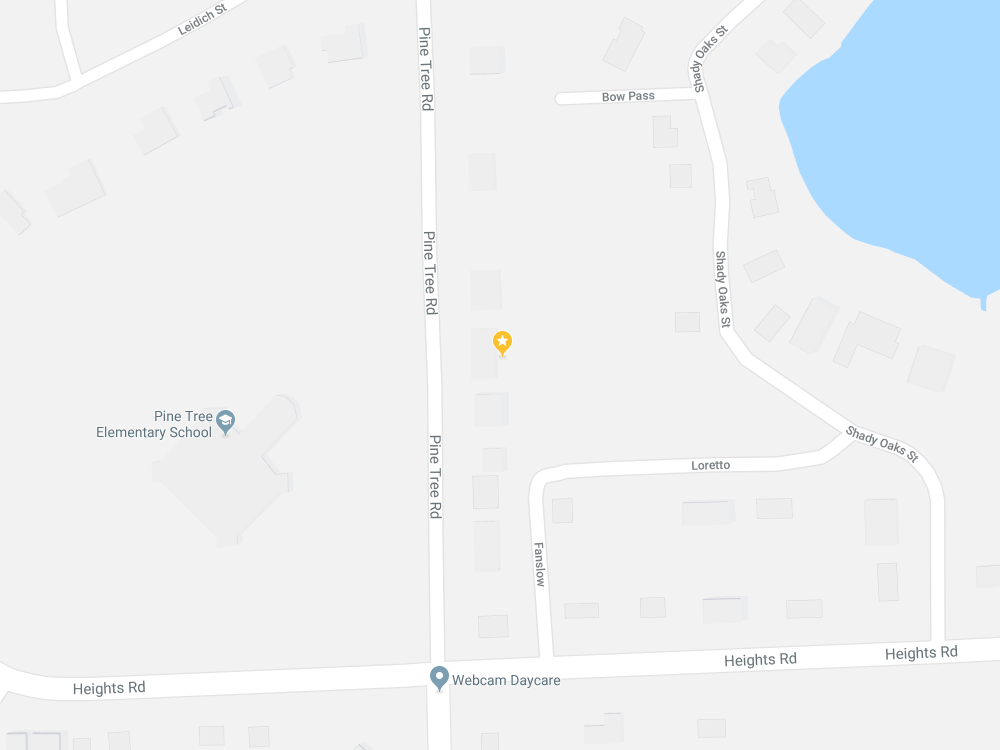 Leidich St
Pine Tree Rd
Shady Oaks St
Bow Pass
Pine Tree Rd
Shady Oaks St
Pine Tree
Elementary School
Pine Tree Rd
Shady Oaks St
Loretto
Fanslow
Heights Rd
Heights Rd
Heights Rd
Webcam Daycare